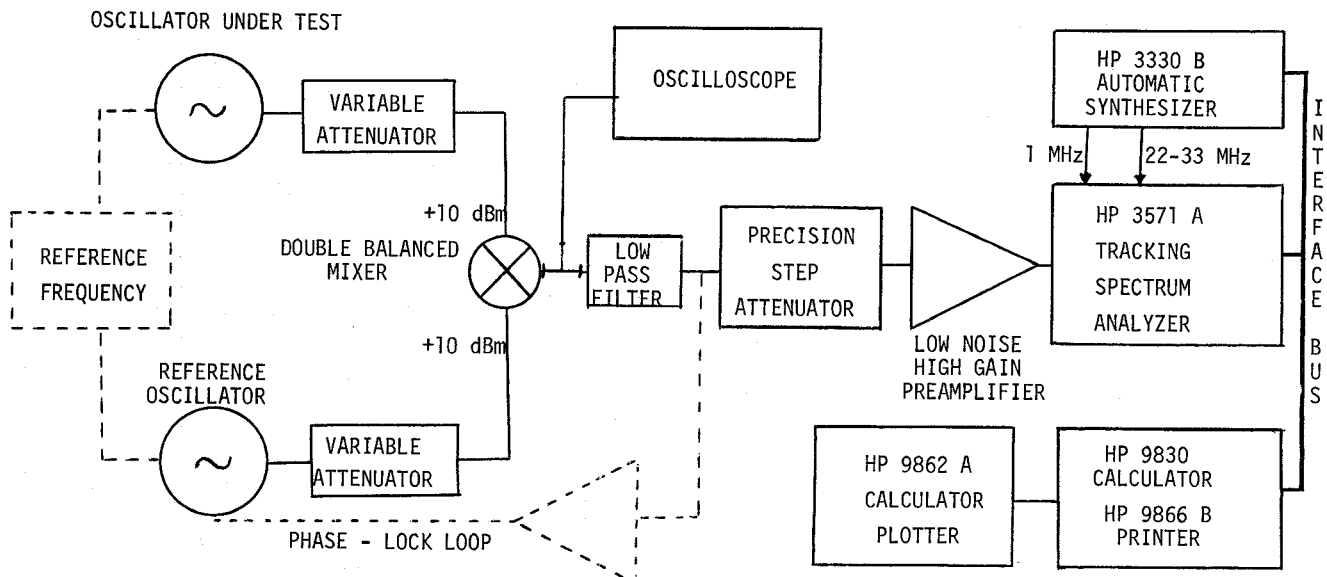 OSCILLATOR UNDER TEST
VARIABLE
ATTENUATOR
OSCILLOSCOPE
HP 3330 B
AUTOMATIC
SYNTHESIZER
1 MHz
22-33 MHz
INTERFACE BUS
+10 dBm
DOUBLE BALANCED
MIXER
REFERENCE
FREQUENCY
LOW
PASS
FILTER
PRECISION
STEP
ATTENUATOR
HP 3571 A
TRACKING
SPECTRUM
ANALYZER
+10 dBm
LOW NOISE
HIGH GAIN
PREAMPLIFIER
REFERENCE
OSCILLATOR
VARIABLE
ATTENUATOR
PHASE - LOCK LOOP
HP 9862 A
CALCULATOR
PLOTTER
HP 9830
CALCULATOR
HP 9866 B
PRINTER